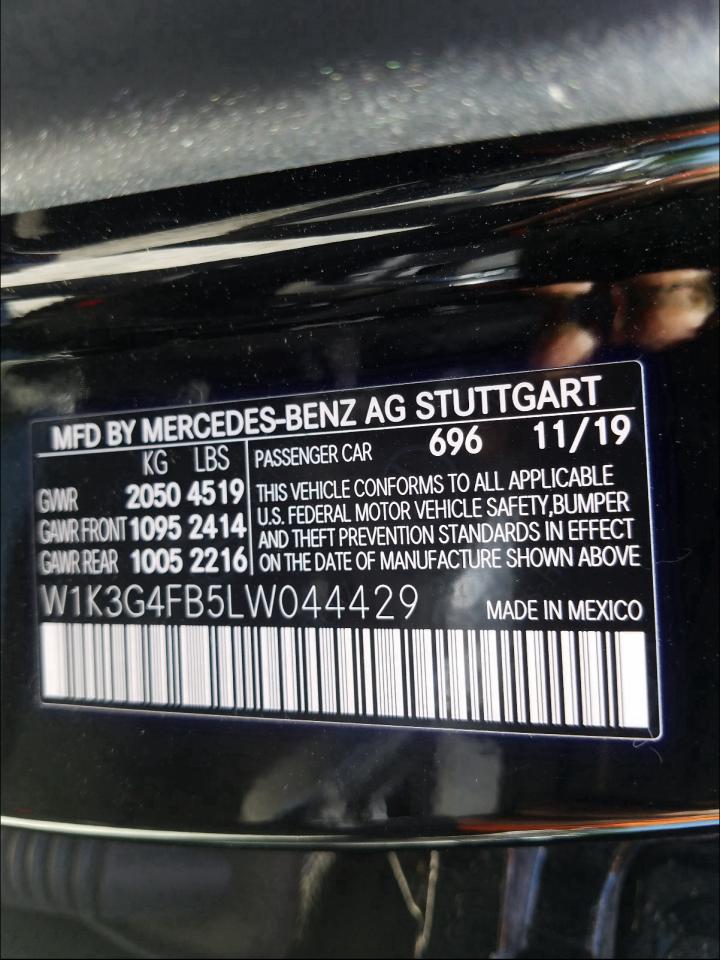 MFD BY MERCEDES-BENZ AG STUTTGART
KG LBS
GVWR 2050 4519
GAWR FRONT 1095 2414
GAWR REAR 1005 2216
PASSENGER CAR 696 11/19
THIS VEHICLE CONFORMS TO ALL APPLICABLE
U.S. FEDERAL MOTOR VEHICLE SAFETY,BUMPER
AND THEFT PREVENTION STANDARDS IN EFFECT
ON THE DATE OF MANUFACTURE SHOWN ABOVE
W1K3G4FB5LW044429 MADE IN MEXICO